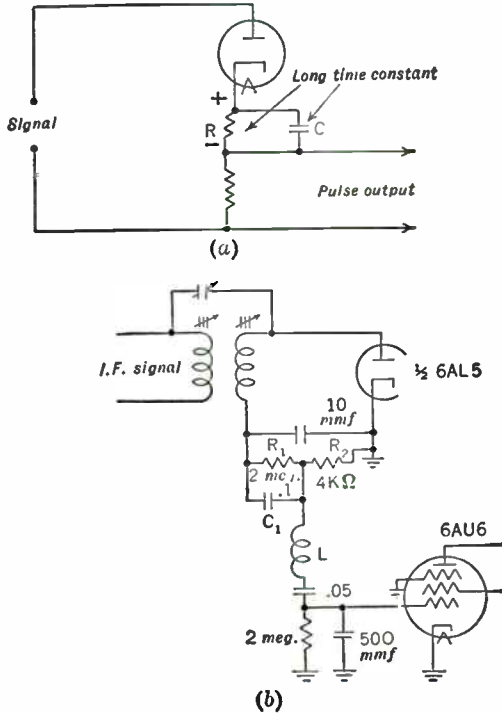 Long time constant
+
Signal
R
C
−
Pulse output
(a)
I.F. signal
½ 6AL5
10
mmf
R₁
R₂
2
.1
4KΩ
C₁
L
6AU6
.05
2 meg.
500
mmf
(b)